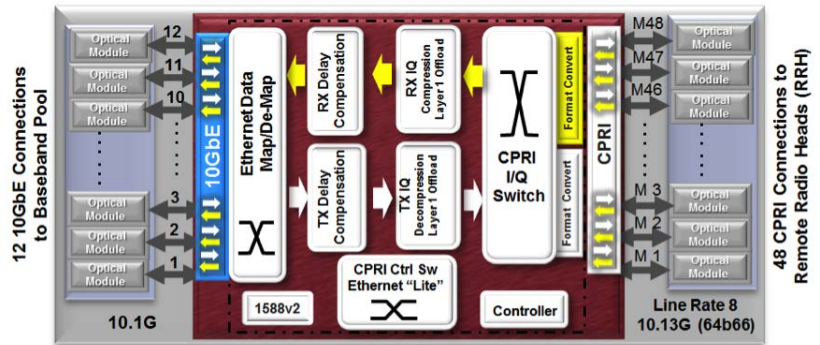 12 10GbE Connections
to Baseband Pool
Optical
Module
12
Optical
Module
11
Optical
Module
10
Optical
Module
3
Optical
Module
2
Optical
Module
1
10.1G
10GbE
Ethernet Data
Map/De-Map
RX Delay
Compensation
RX IQ
Compression
Layer 1 Offload
TX Delay
Compensation
TX IQ
Decompression
Layer 1 Offload
CPRI
I/Q
Switch
Format Convert
Format Convert
CPRI
CPRI Ctrl Sw
Ethernet “Lite”
1588v2
Controller
M48
Optical
Module
M47
Optical
Module
M46
Optical
Module
M 3
Optical
Module
M 2
Optical
Module
M 1
Optical
Module
Line Rate 8
10.13G (64b66)
48 CPRI Connections to
Remote Radio Heads (RRH)